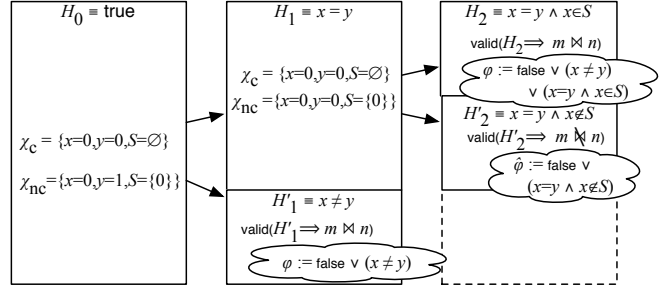 H₀ ≡ true
χc = {x=0,y=0,S=∅}
χnc = {x=0,y=1,S={0}}
H₁ ≡ x = y
χc = {x=0,y=0,S=∅}
χnc = {x=0,y=0,S={0}}
H'₁ ≡ x ≠ y
valid(H'₁ ⟹ m ⋈ n)
φ := false ∨ (x ≠ y)
H₂ ≡ x = y ∧ x∈S
valid(H₂ ⟹ m ⋈ n)
φ := false ∨ (x≠y)
∨ (x=y ∧ x∈S)
H'₂ ≡ x = y ∧ x∉S
valid(H'₂ ⟹ m ⋈̸ n)
φ̂ := false ∨
(x=y ∧ x∉S)